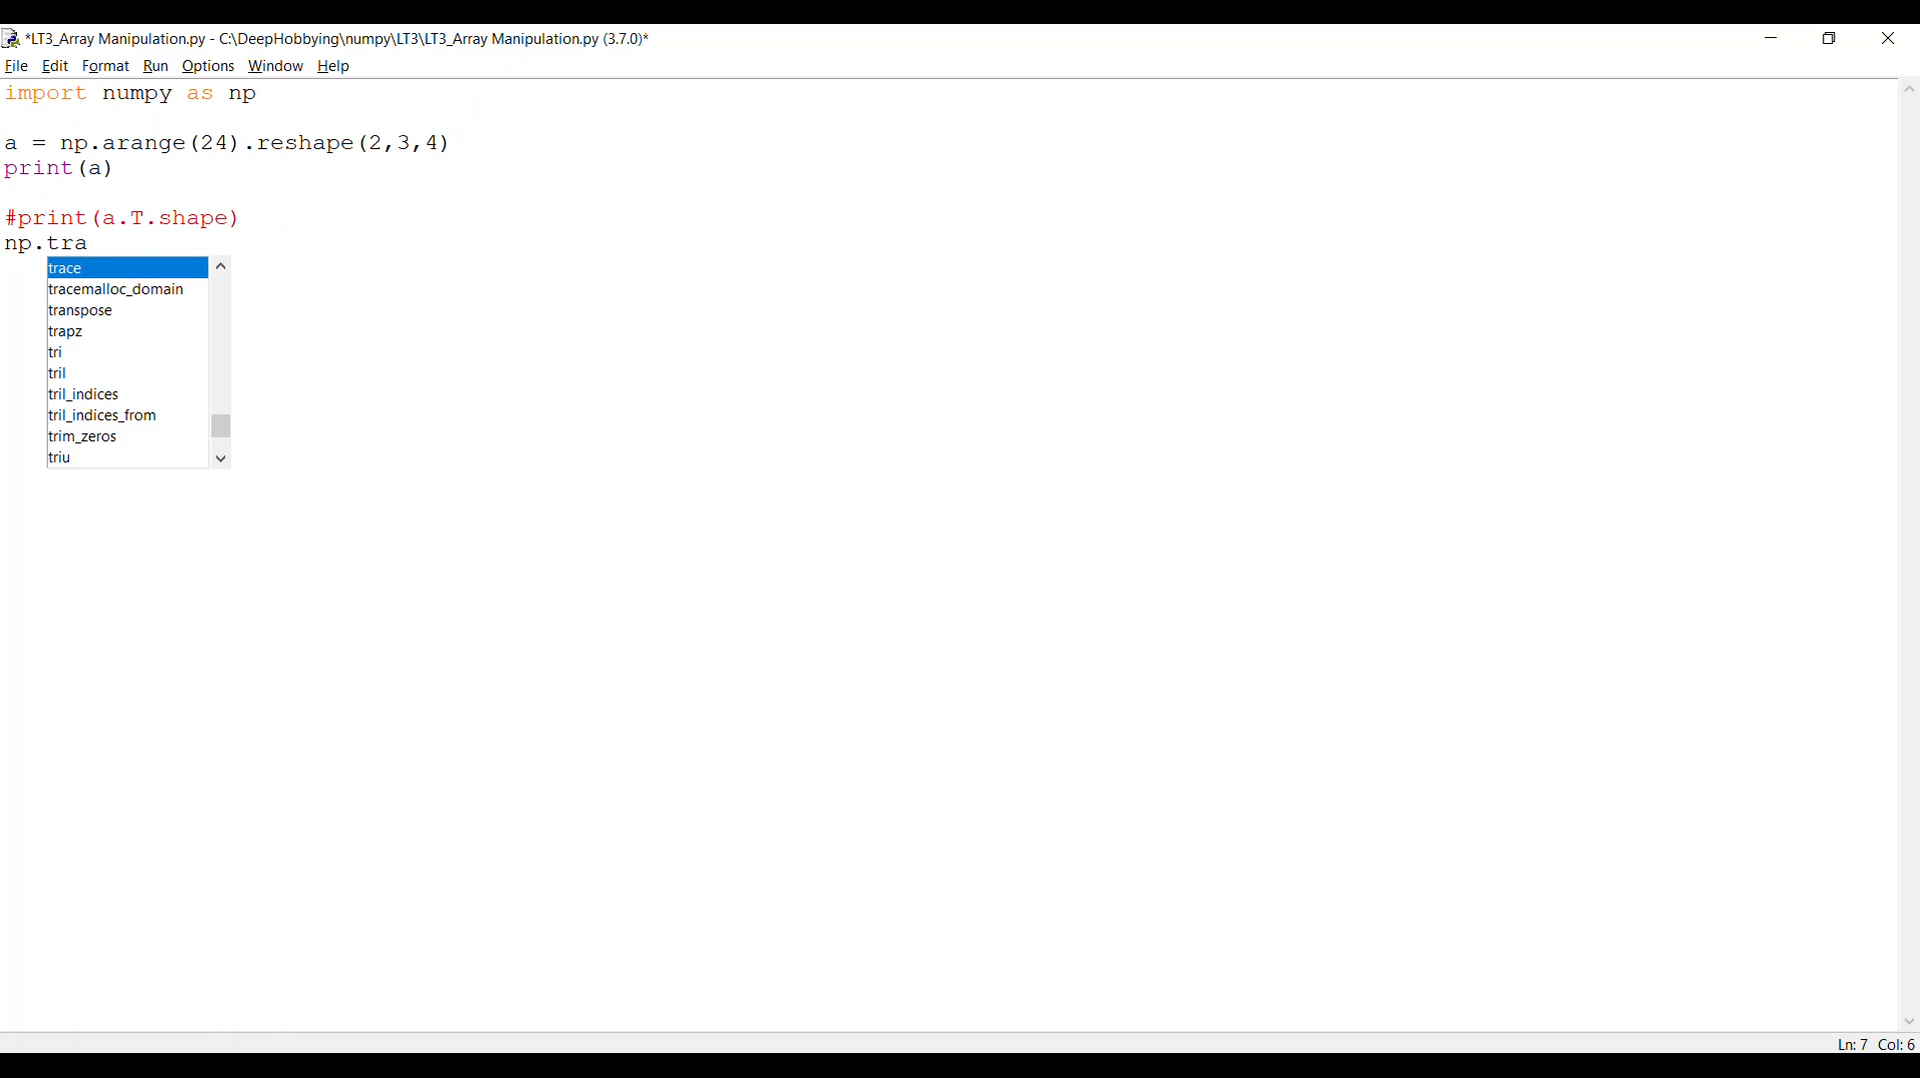 *LT3_Array Manipulation.py - C:\DeepHobbying\numpy\LT3\LT3_Array Manipulation.py (3.7.0)*
File Edit Format Run Options Window Help
import numpy as np
a = np.arange(24).reshape(2,3,4)
print(a)
#print(a.T.shape)
np.tra
trace
tracemalloc_domain
transpose
trapz
tri
tril
tril_indices
tril_indices_from
trim_zeros
triu
Ln: 7 Col: 6